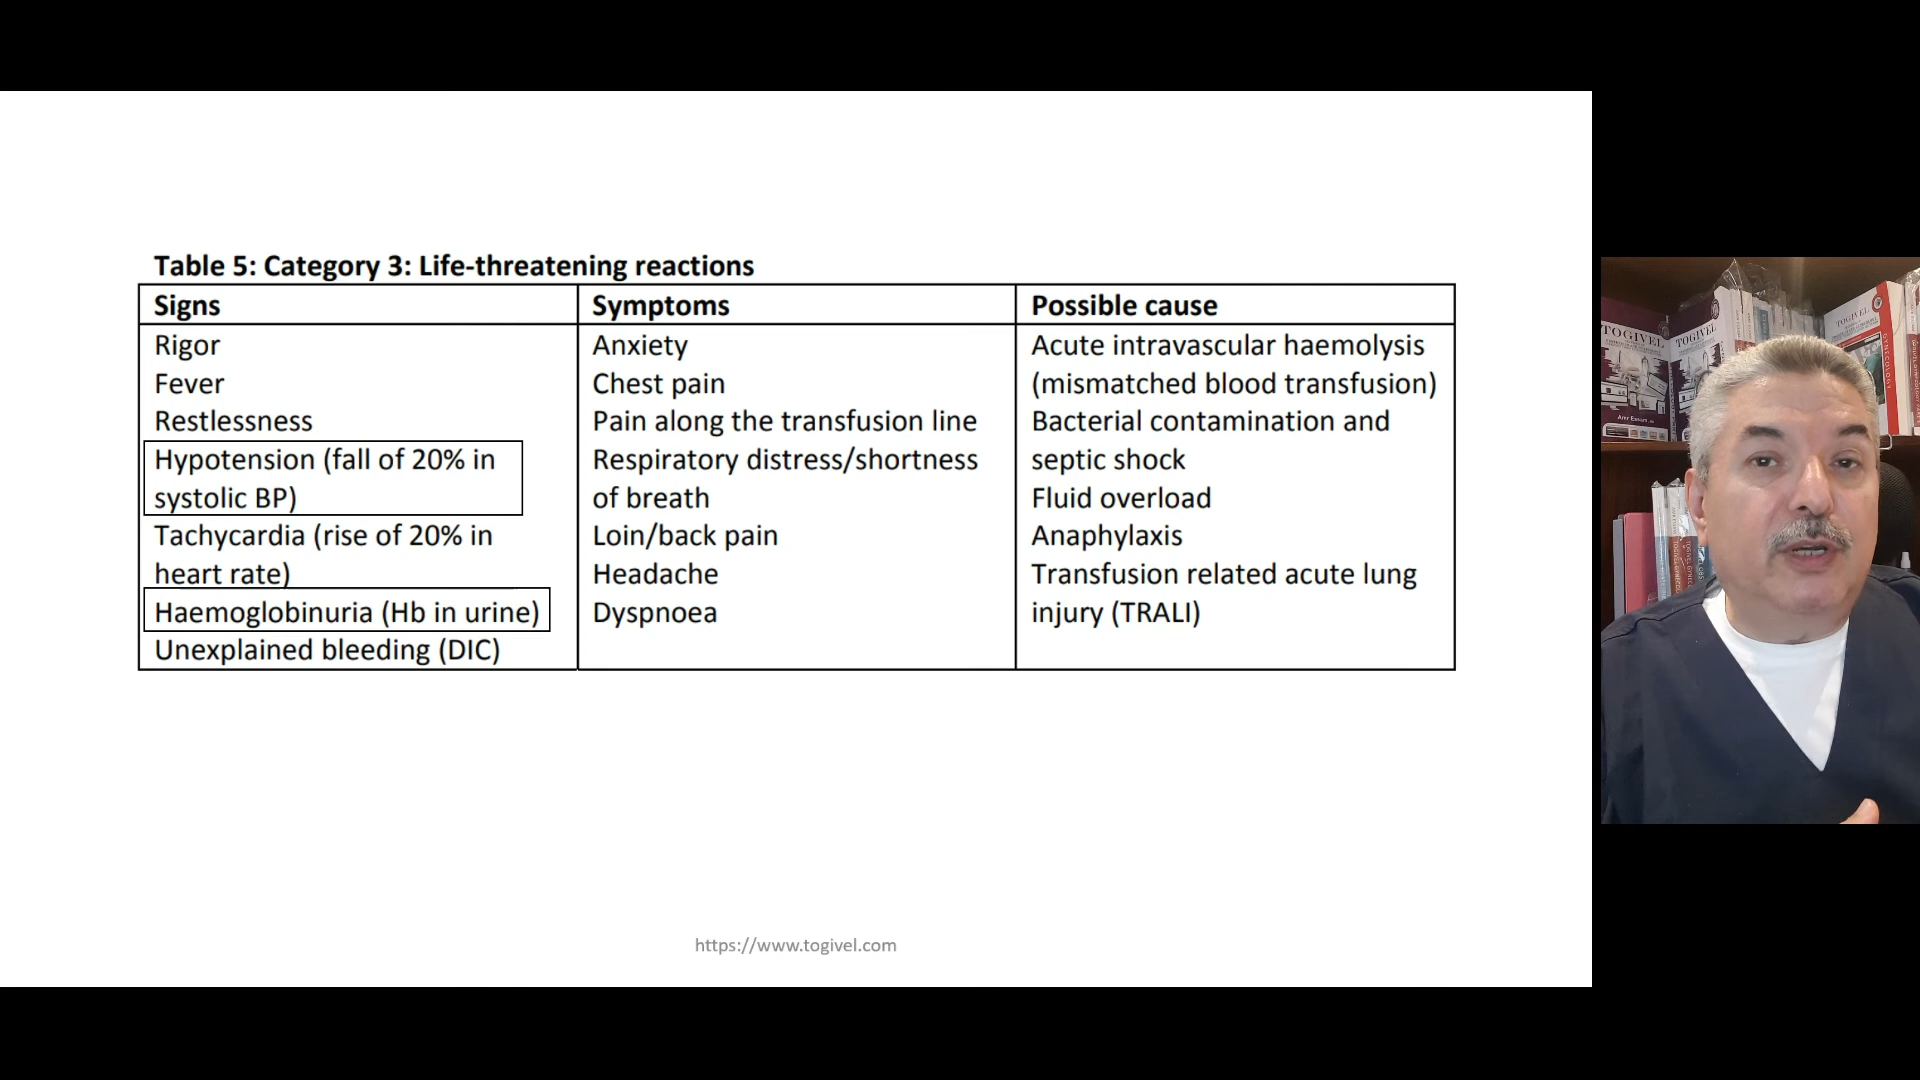 Table 5: Category 3: Life-threatening reactions
Signs
Symptoms
Possible cause
Rigor
Fever
Restlessness
Hypotension (fall of 20% in
systolic BP)
Tachycardia (rise of 20% in
heart rate)
Haemoglobinuria (Hb in urine)
Unexplained bleeding (DIC)
Anxiety
Chest pain
Pain along the transfusion line
Respiratory distress/shortness
of breath
Loin/back pain
Headache
Dyspnoea
Acute intravascular haemolysis
(mismatched blood transfusion)
Bacterial contamination and
septic shock
Fluid overload
Anaphylaxis
Transfusion related acute lung
injury (TRALI)
https://www.togivel.com
TOGIVEL
TOGIVEL
TOGIVEL
GYNECOLOGY